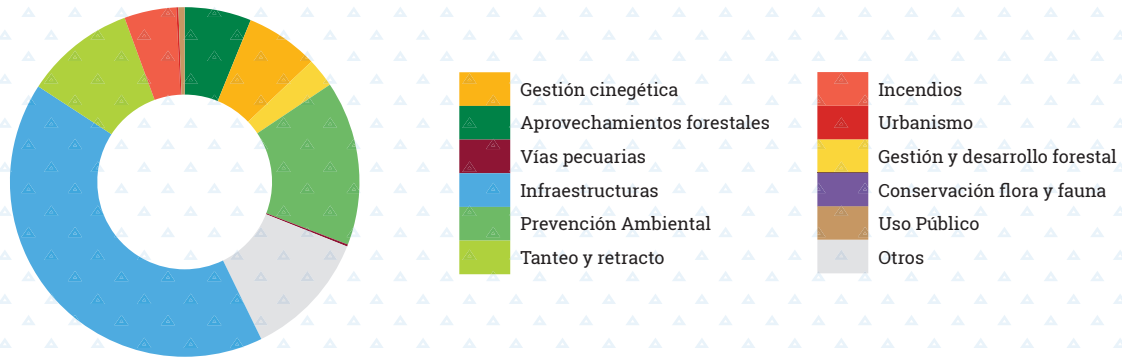 Gestión cinegética
Aprovechamientos forestales
Vías pecuarias
Infraestructuras
Prevención Ambiental
Tanteo y retracto
Incendios
Urbanismo
Gestión y desarrollo forestal
Conservación flora y fauna
Uso Público
Otros